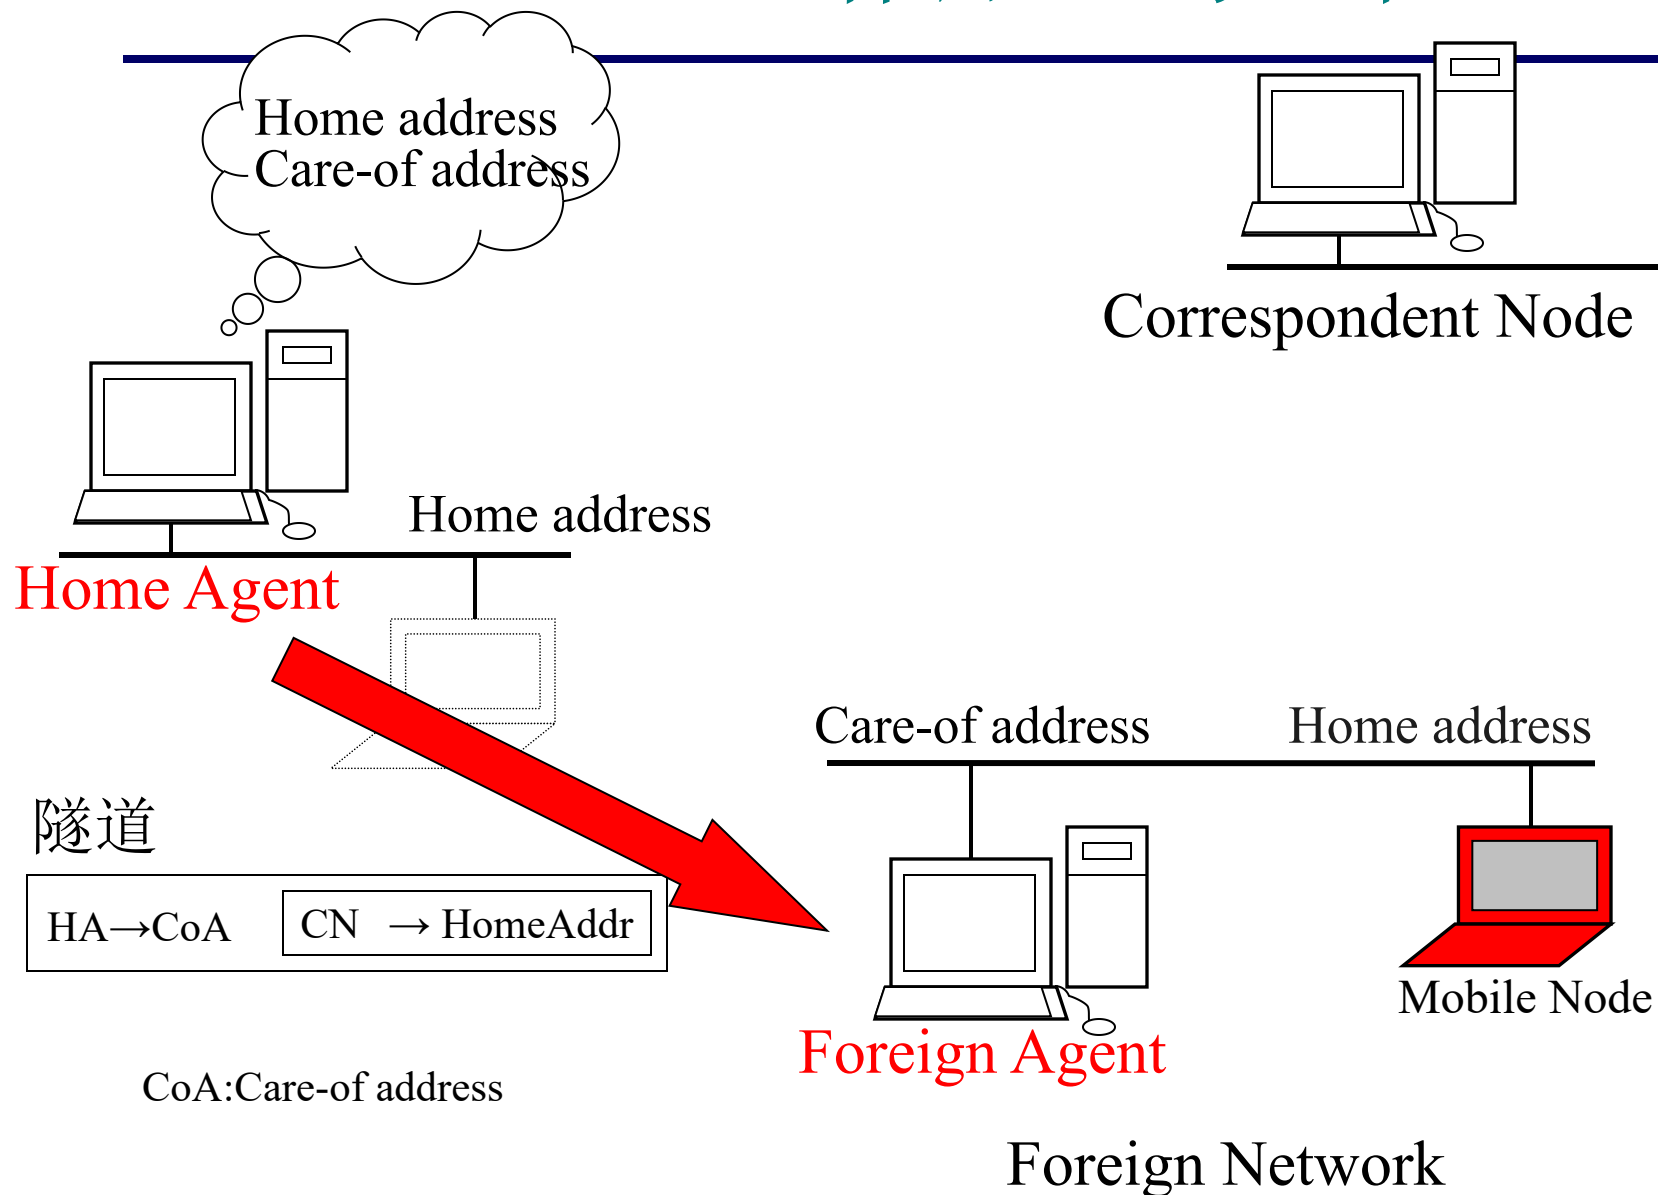 Home address
Care-of address
Correspondent Node
Home address
Home Agent
Care-of address
Home address
隧道
HA→CoA
CN → HomeAddr
Mobile Node
Foreign Agent
CoA:Care-of address
Foreign Network